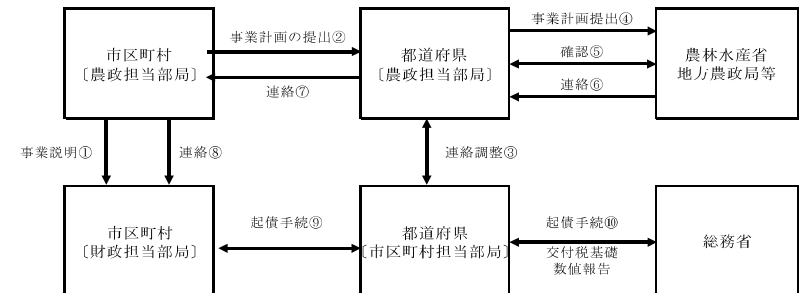 市区町村
〔農政担当部局〕
事業計画の提出②
連絡⑦
都道府県
〔農政担当部局〕
事業計画提出④
確認⑤
連絡⑥
農林水産省
地方農政局等
事業説明①
連絡⑧
連絡調整③
市区町村
〔財政担当部局〕
起債手続⑨
都道府県
〔市区町村担当部局〕
起債手続⑩
交付税基礎
数値報告
総務省